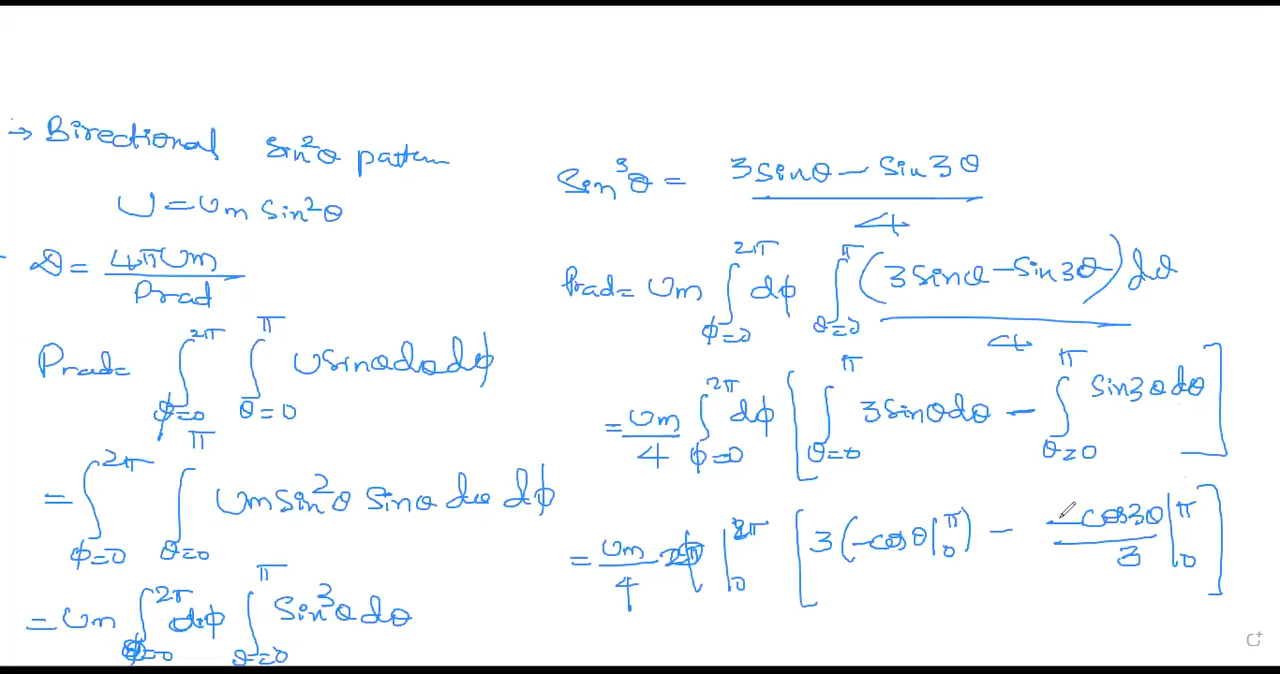 → Birectional sin²θ pattern
U = Um sin²θ
D = 4πUm / Prad
Prad = ∫_{φ=0}^{2π} ∫_{θ=0}^{π} U sinθ dθ dφ
= ∫_{φ=0}^{2π} ∫_{θ=0}^{π} Um sin²θ sinθ dθ dφ
= Um ∫_{φ=0}^{2π} dφ ∫_{θ=0}^{π} sin³θ dθ
sin³θ = (3sinθ - sin3θ) / 4
Prad = Um ∫_{φ=0}^{2π} dφ ∫_{θ=0}^{π} (3sinθ - sin3θ) / 4 dθ
= Um/4 ∫_{φ=0}^{2π} dφ [ ∫_{θ=0}^{π} 3sinθ dθ - ∫_{θ=0}^{π} sin3θ dθ ]
= Um/4 φ |_0^{2π} [ 3(-cosθ |_0^π) - (-cos3θ)/3 |_0^π ]